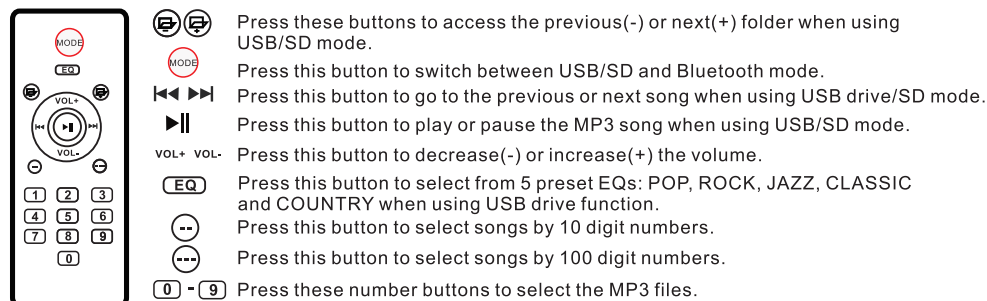 MODE
EQ
VOL+
VOL-
1 2 3
4 5 6
7 8 9
0
Press these buttons to access the previous(-) or next(+) folder when using
USB/SD mode.
MODE Press this button to switch between USB/SD and Bluetooth mode.
Press this button to go to the previous or next song when using USB drive/SD mode.
Press this button to play or pause the MP3 song when using USB/SD mode.
VOL+ VOL- Press this button to decrease(-) or increase(+) the volume.
EQ Press this button to select from 5 preset EQs: POP, ROCK, JAZZ, CLASSIC
and COUNTRY when using USB drive function.
-- Press this button to select songs by 10 digit numbers.
--- Press this button to select songs by 100 digit numbers.
0 - 9 Press these number buttons to select the MP3 files.